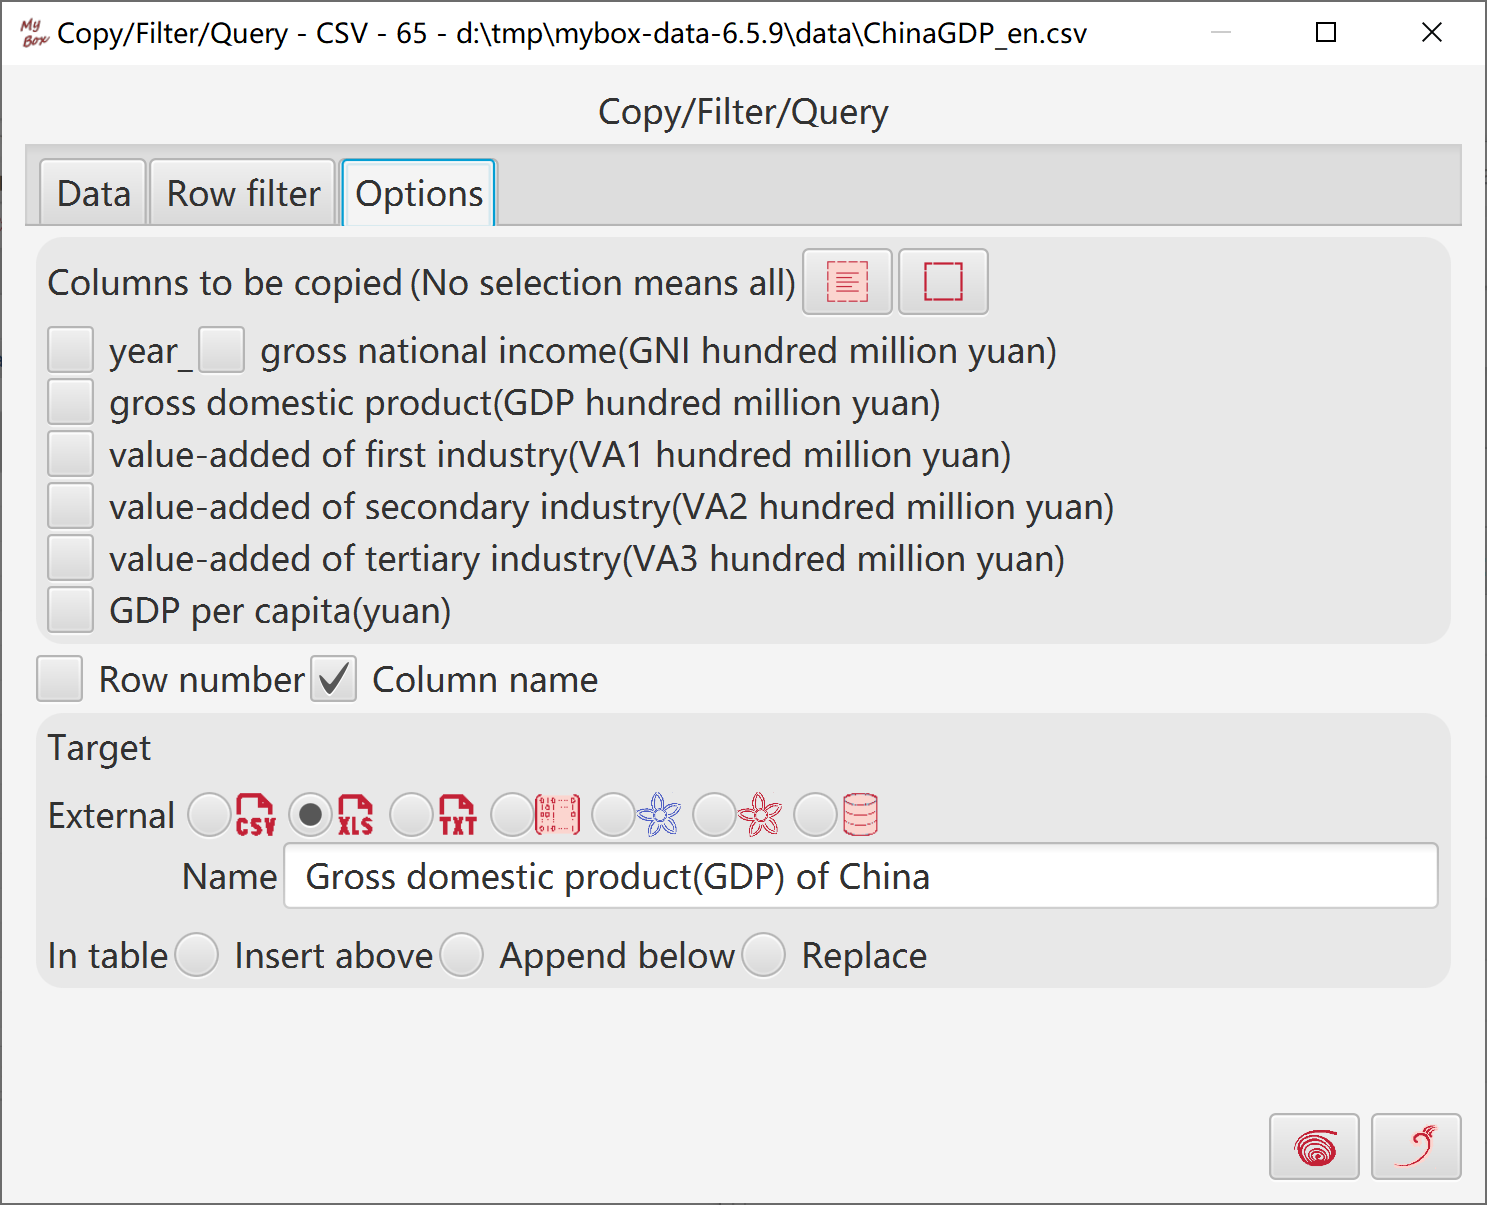 My Box Copy/Filter/Query - CSV - 65 - d:\tmp\mybox-data-6.5.9\data\ChinaGDP_en.csv
Copy/Filter/Query
Data Row filter Options
Columns to be copied (No selection means all)
year_ gross national income(GNI hundred million yuan)
gross domestic product(GDP hundred million yuan)
value-added of first industry(VA1 hundred million yuan)
value-added of secondary industry(VA2 hundred million yuan)
value-added of tertiary industry(VA3 hundred million yuan)
GDP per capita(yuan)
Row number Column name
Target
External CSV XLS TXT
Name Gross domestic product(GDP) of China
In table Insert above Append below Replace